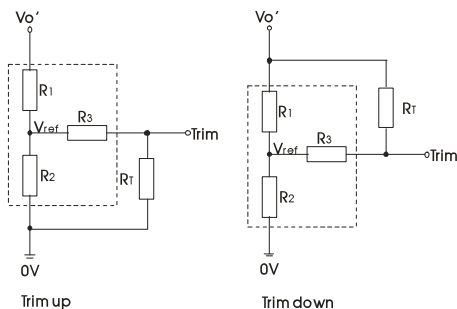 Vo'
R1
Vref
R3
Trim
R2
RT
0V
Trim up
Vo'
R1
RT
Vref
R3
Trim
R2
0V
Trim down